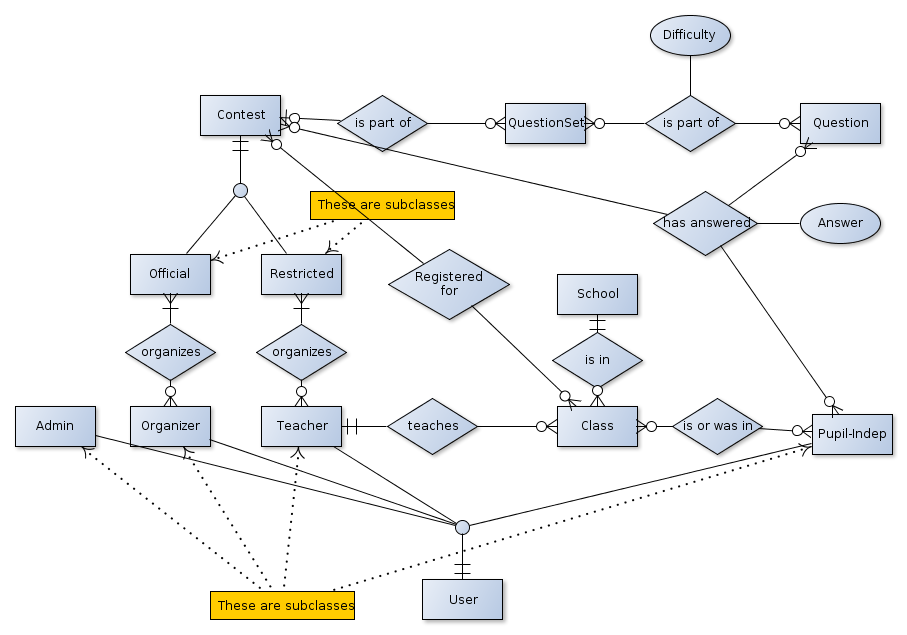 Difficulty
Contest
is part of
QuestionSet
is part of
Question
These are subclasses
has answered
Answer
Official
Restricted
Registered
for
School
organizes
organizes
is in
Admin
Organizer
Teacher
teaches
Class
is or was in
Pupil-Indep
These are subclasses
User